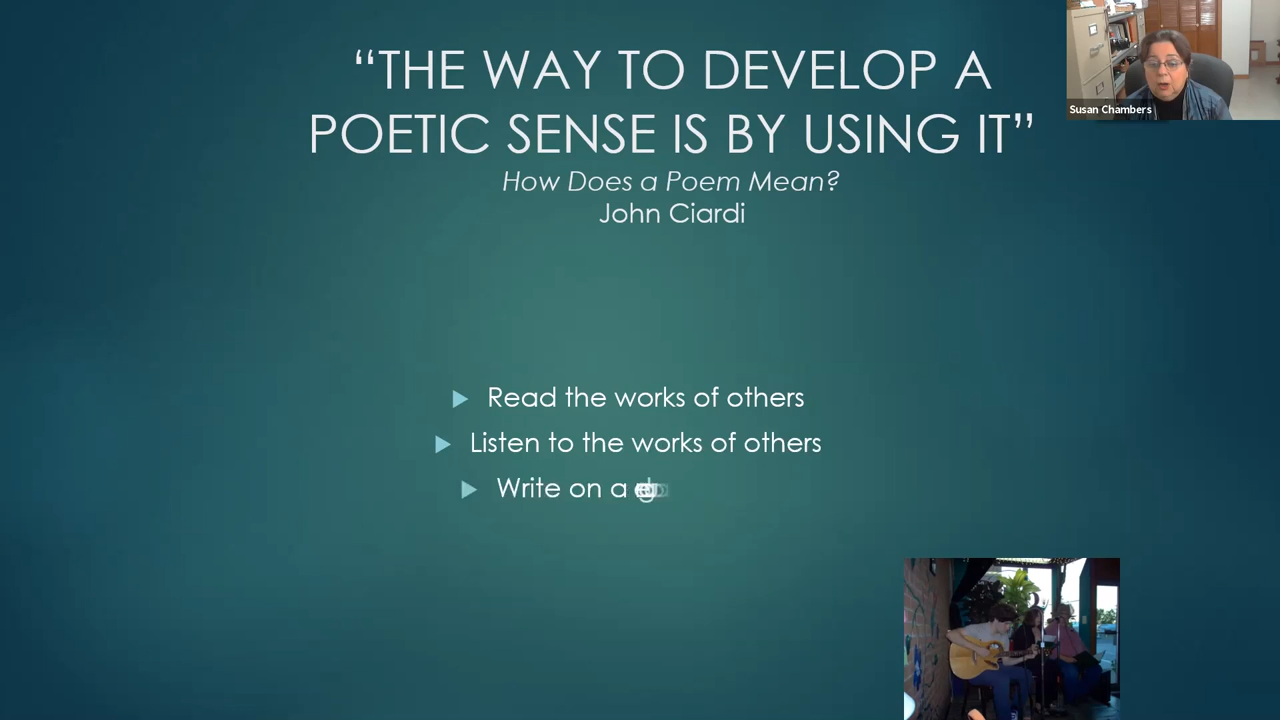 “THE WAY TO DEVELOP A
POETIC SENSE IS BY USING IT”
How Does a Poem Mean?
John Ciardi
Susan Chambers
Read the works of others
Listen to the works of others
Write on a